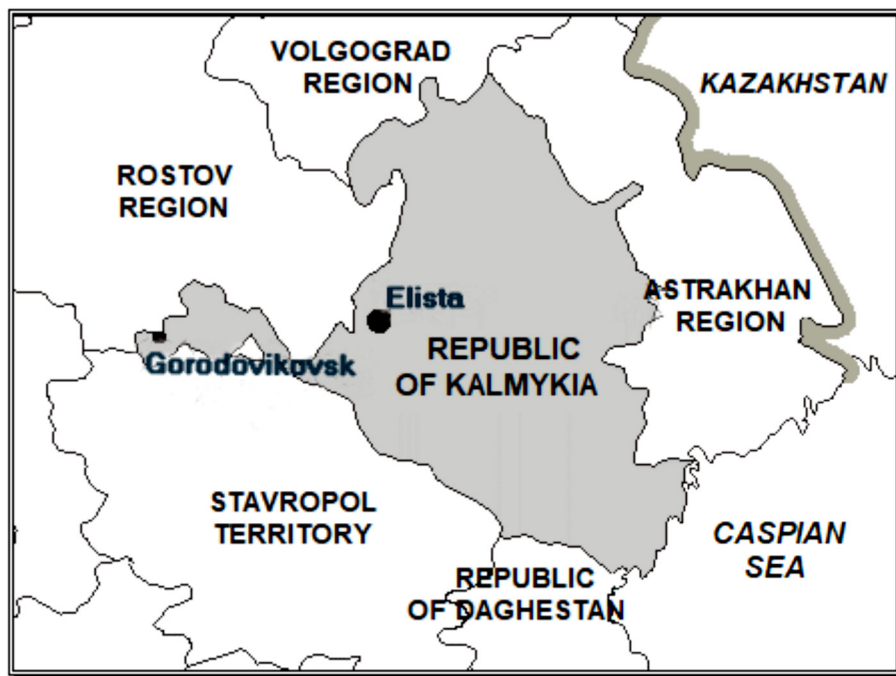 VOLGOGRAD
REGION
KAZAKHSTAN
ROSTOV
REGION
Elista
ASTRAKHAN
REGION
Gorodovikovsk
REPUBLIC
OF KALMYKIA
STAVROPOL
TERRITORY
CASPIAN
SEA
REPUBLIC
OF DAGHESTAN